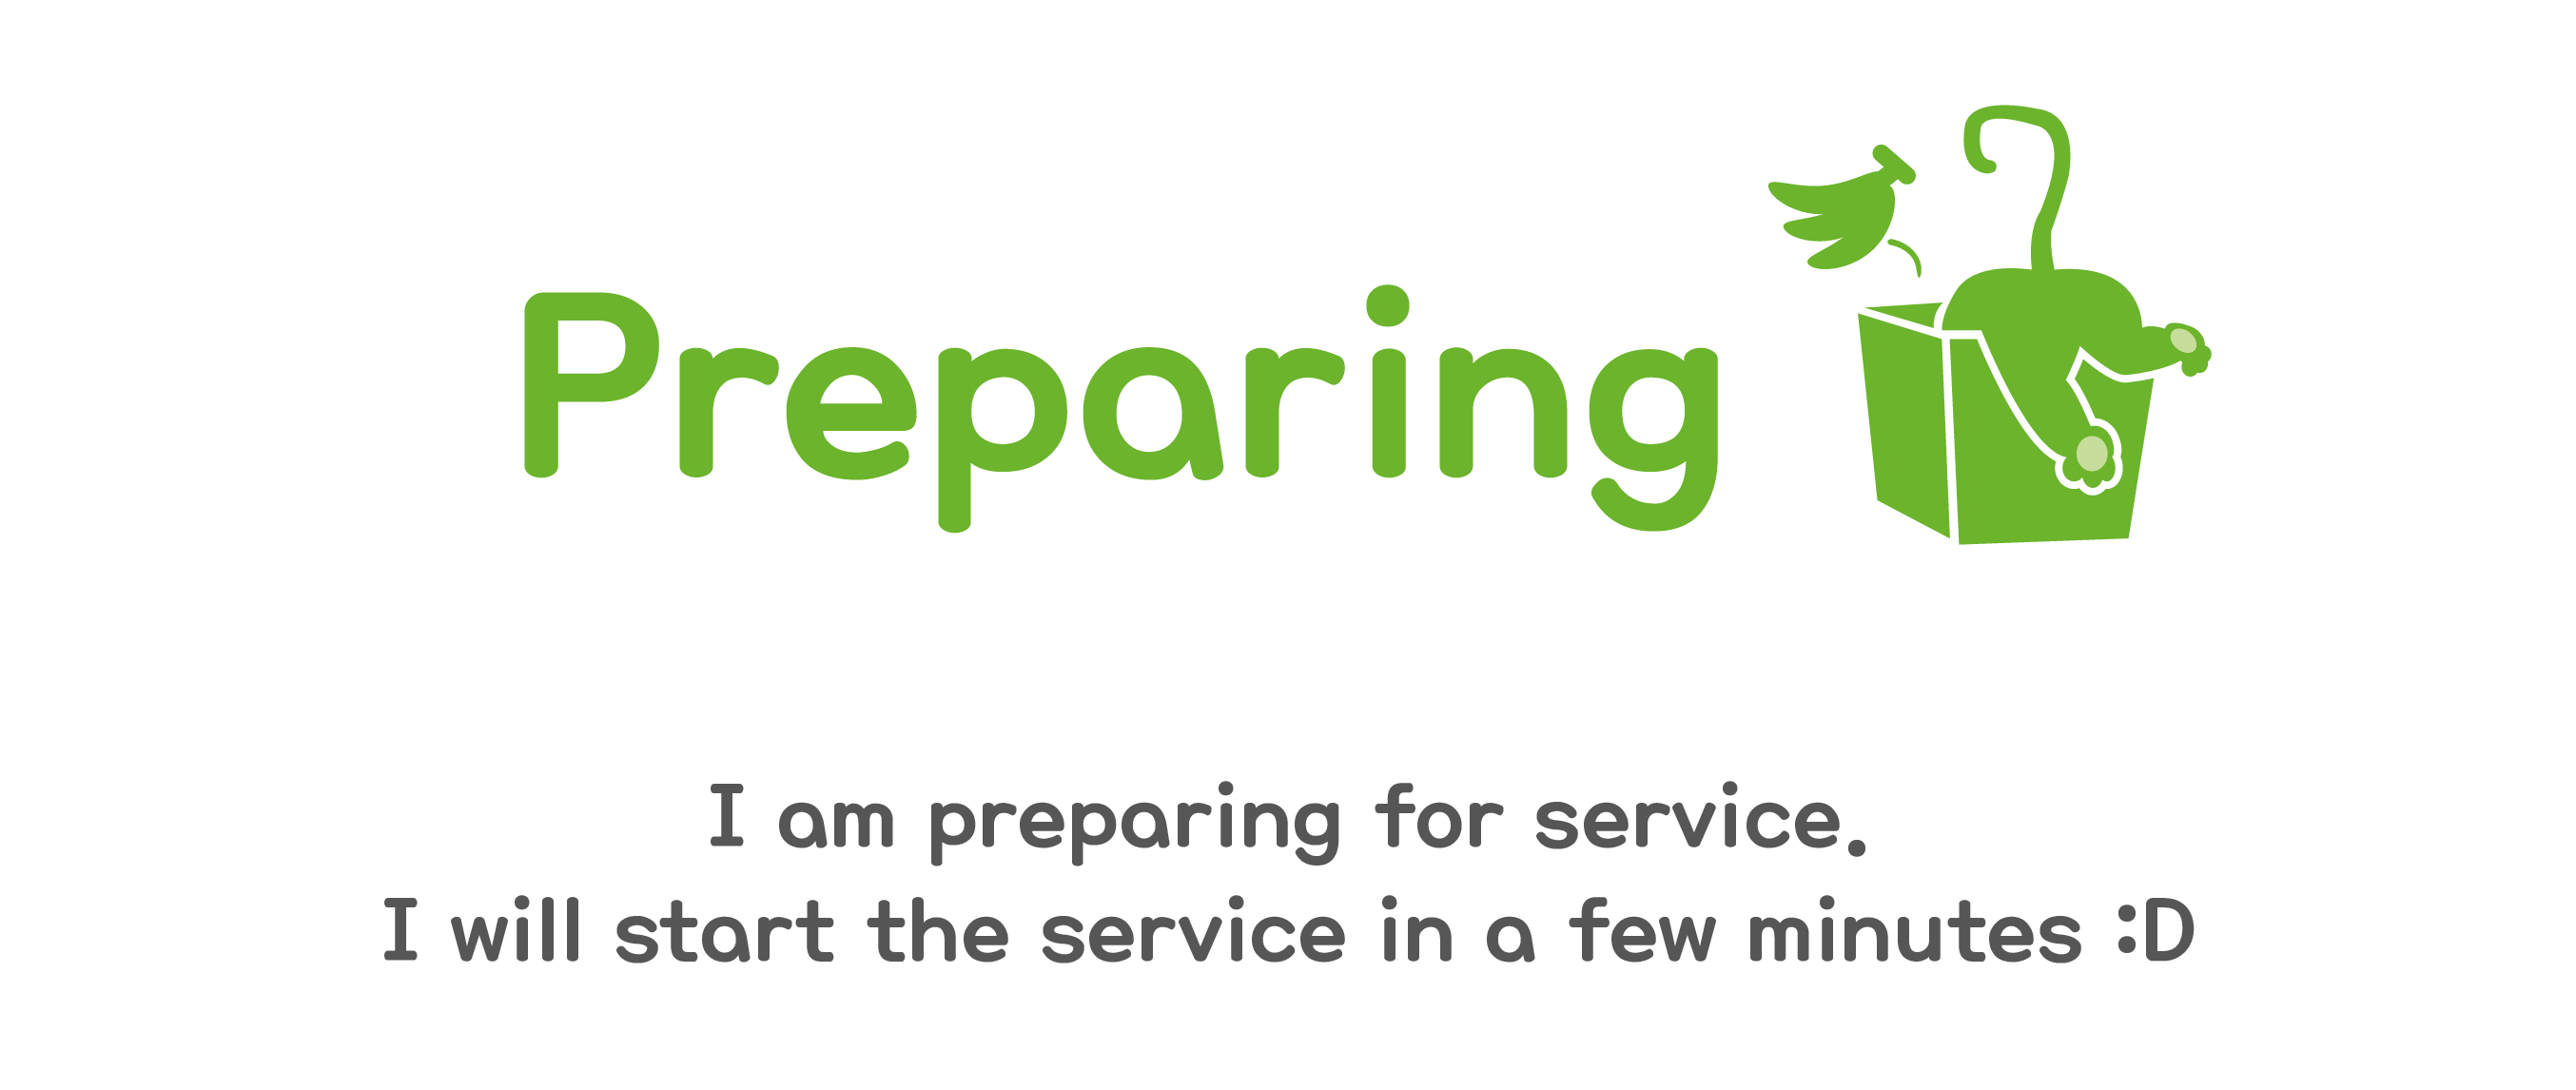 Preparing
I am preparing for service.
I will start the service in a few minutes :D